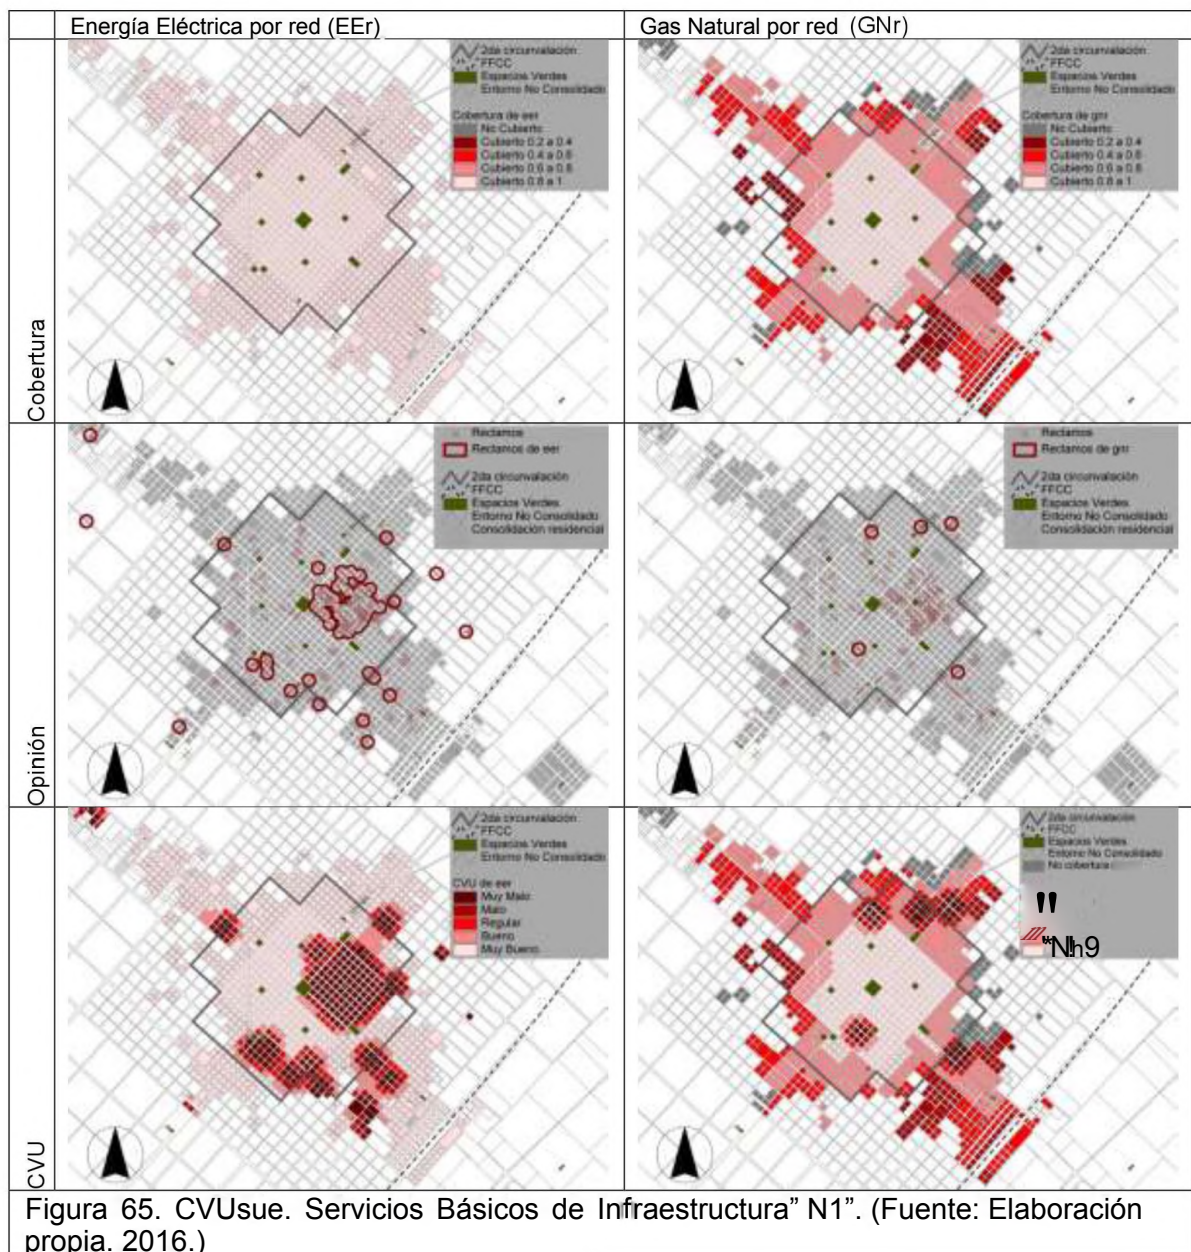 Energía Eléctrica por red (EEr)
Gas Natural por red (GNr)
Cobertura
2da circunvalación
FFCC
Espacios Verdes
Entorno No Consolidado
Cobertura de eer
No Cubierto
Cubierto 0.2 a 0.4
Cubierto 0.4 a 0.6
Cubierto 0.6 a 0.8
Cubierto 0.8 a 1
2da circunvalación
FFCC
Espacios Verdes
Entorno No Consolidado
Cobertura de gnr
No Cubierto
Cubierto 0.2 a 0.4
Cubierto 0.4 a 0.6
Cubierto 0.6 a 0.8
Cubierto 0.8 a 1
Opinión
Reclamos
Reclamos de eer
2da circunvalación
FFCC
Espacios Verdes
Entorno No Consolidado
Consolidación residencial
Reclamos
Reclamos de gnr
2da circunvalación
FFCC
Espacios Verdes
Entorno No Consolidado
Consolidación residencial
CVU
2da circunvalación
FFCC
Espacios Verdes
Entorno No Consolidado
CVU de eer
Muy Malo
Malo
Regular
Bueno
Muy Bueno
2da circunvalación
FFCC
Espacios Verdes
Entorno No Consolidado
No cobertura
Figura 65. CVUsue. Servicios Básicos de Infraestructura” N1”. (Fuente: Elaboración
propia. 2016.)